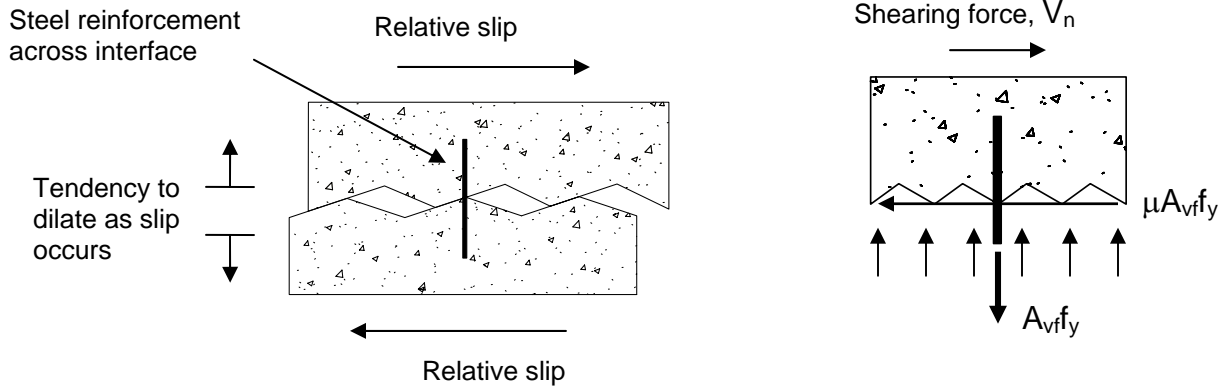 Steel reinforcement
across interface
Relative slip
Tendency to
dilate as slip
occurs
Relative slip
Shearing force, Vₙ
μAᵥffy
Aᵥffy